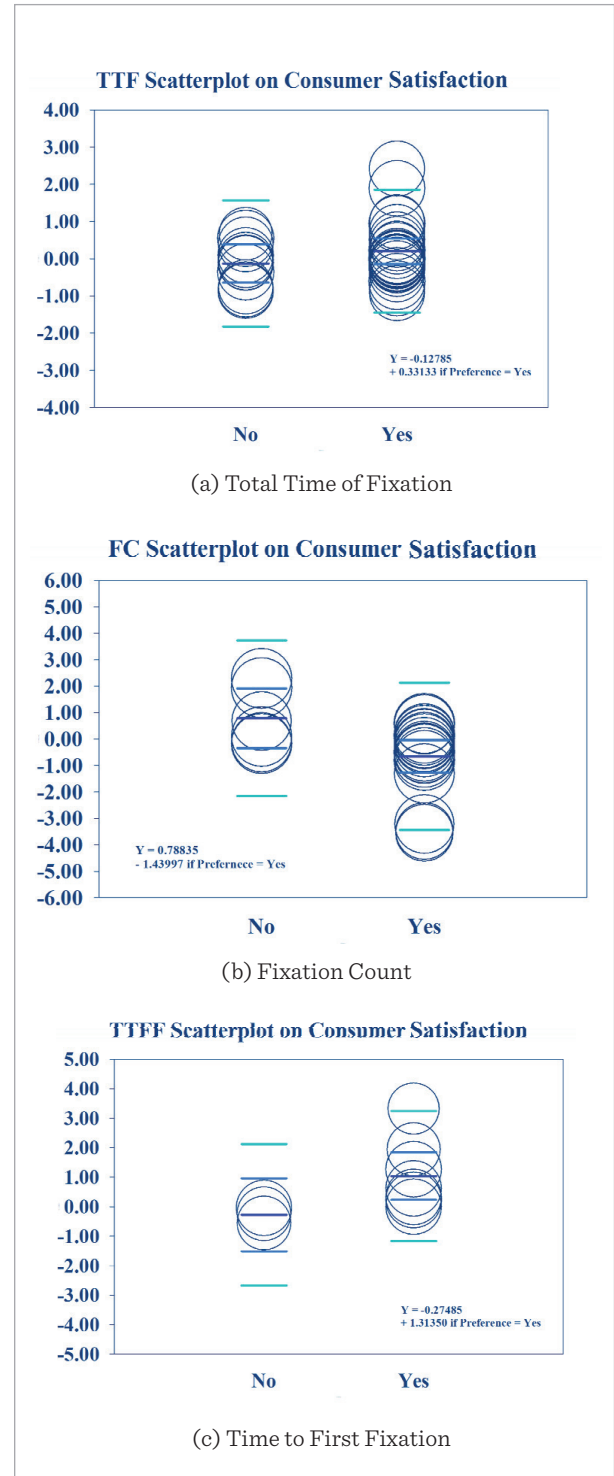 TTF Scatterplot on Consumer Satisfaction
4.00
3.00
2.00
1.00
0.00
-1.00
-2.00
-3.00
-4.00
Y = -0.12785
+ 0.33133 if Preference = Yes
No Yes
(a) Total Time of Fixation
FC Scatterplot on Consumer Satisfaction
6.00
5.00
4.00
3.00
2.00
1.00
0.00
-1.00
-2.00
-3.00
-4.00
-5.00
-6.00
Y = 0.78835
- 1.43997 if Prefernece = Yes
No Yes
(b) Fixation Count
TTFF Scatterplot on Consumer Satisfaction
5.00
4.00
3.00
2.00
1.00
0.00
-1.00
-2.00
-3.00
-4.00
-5.00
Y = -0.27485
+ 1.31350 if Preference = Yes
No Yes
(c) Time to First Fixation